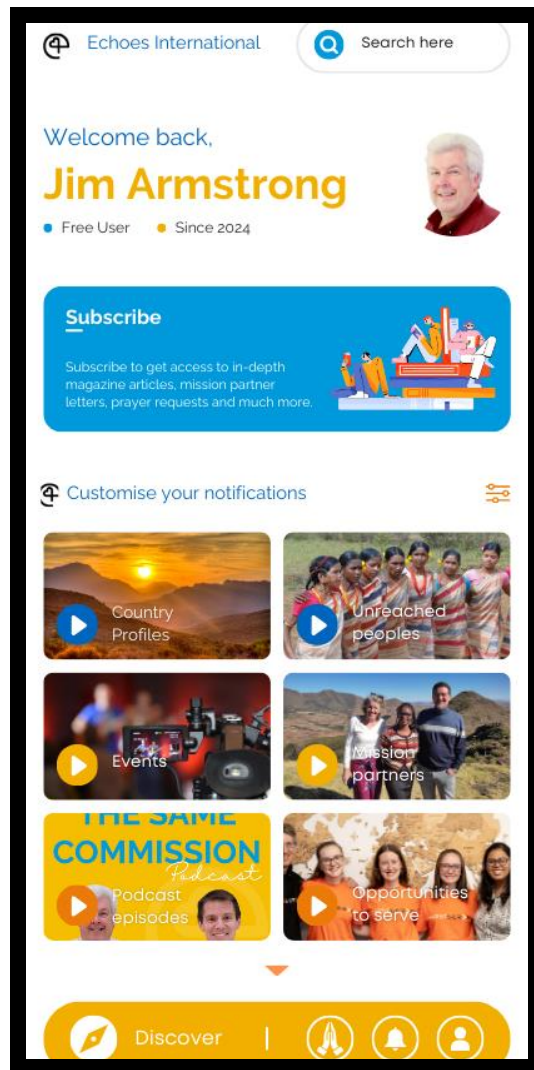 Echoes International
Search here
Welcome back,
Jim Armstrong
Free User
Since 2024
Subscribe
Subscribe to get access to in-depth
magazine articles, mission partner
letters, prayer requests and much more.
Customise your notifications
Country
Profiles
Unreached
peoples
Events
Mission
partners
THE SAME
COMMISSION
Podcast
Podcast
episodes
Opportunities
to serve
Discover